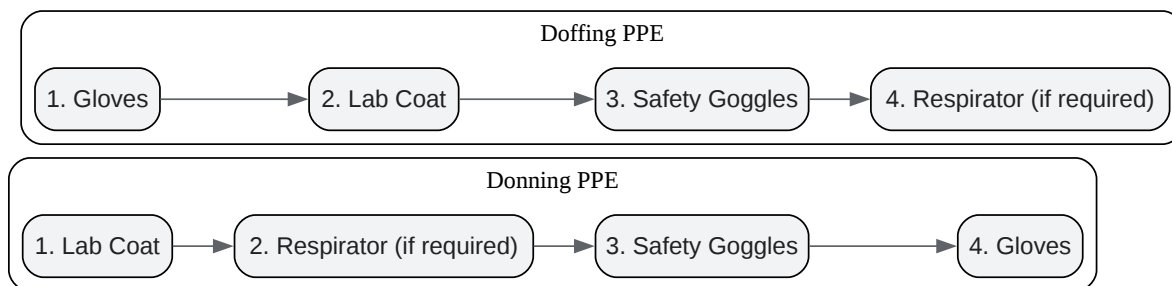 Doffing PPE
1. Gloves
2. Lab Coat
3. Safety Goggles
4. Respirator (if required)
Donning PPE
1. Lab Coat
2. Respirator (if required)
3. Safety Goggles
4. Gloves